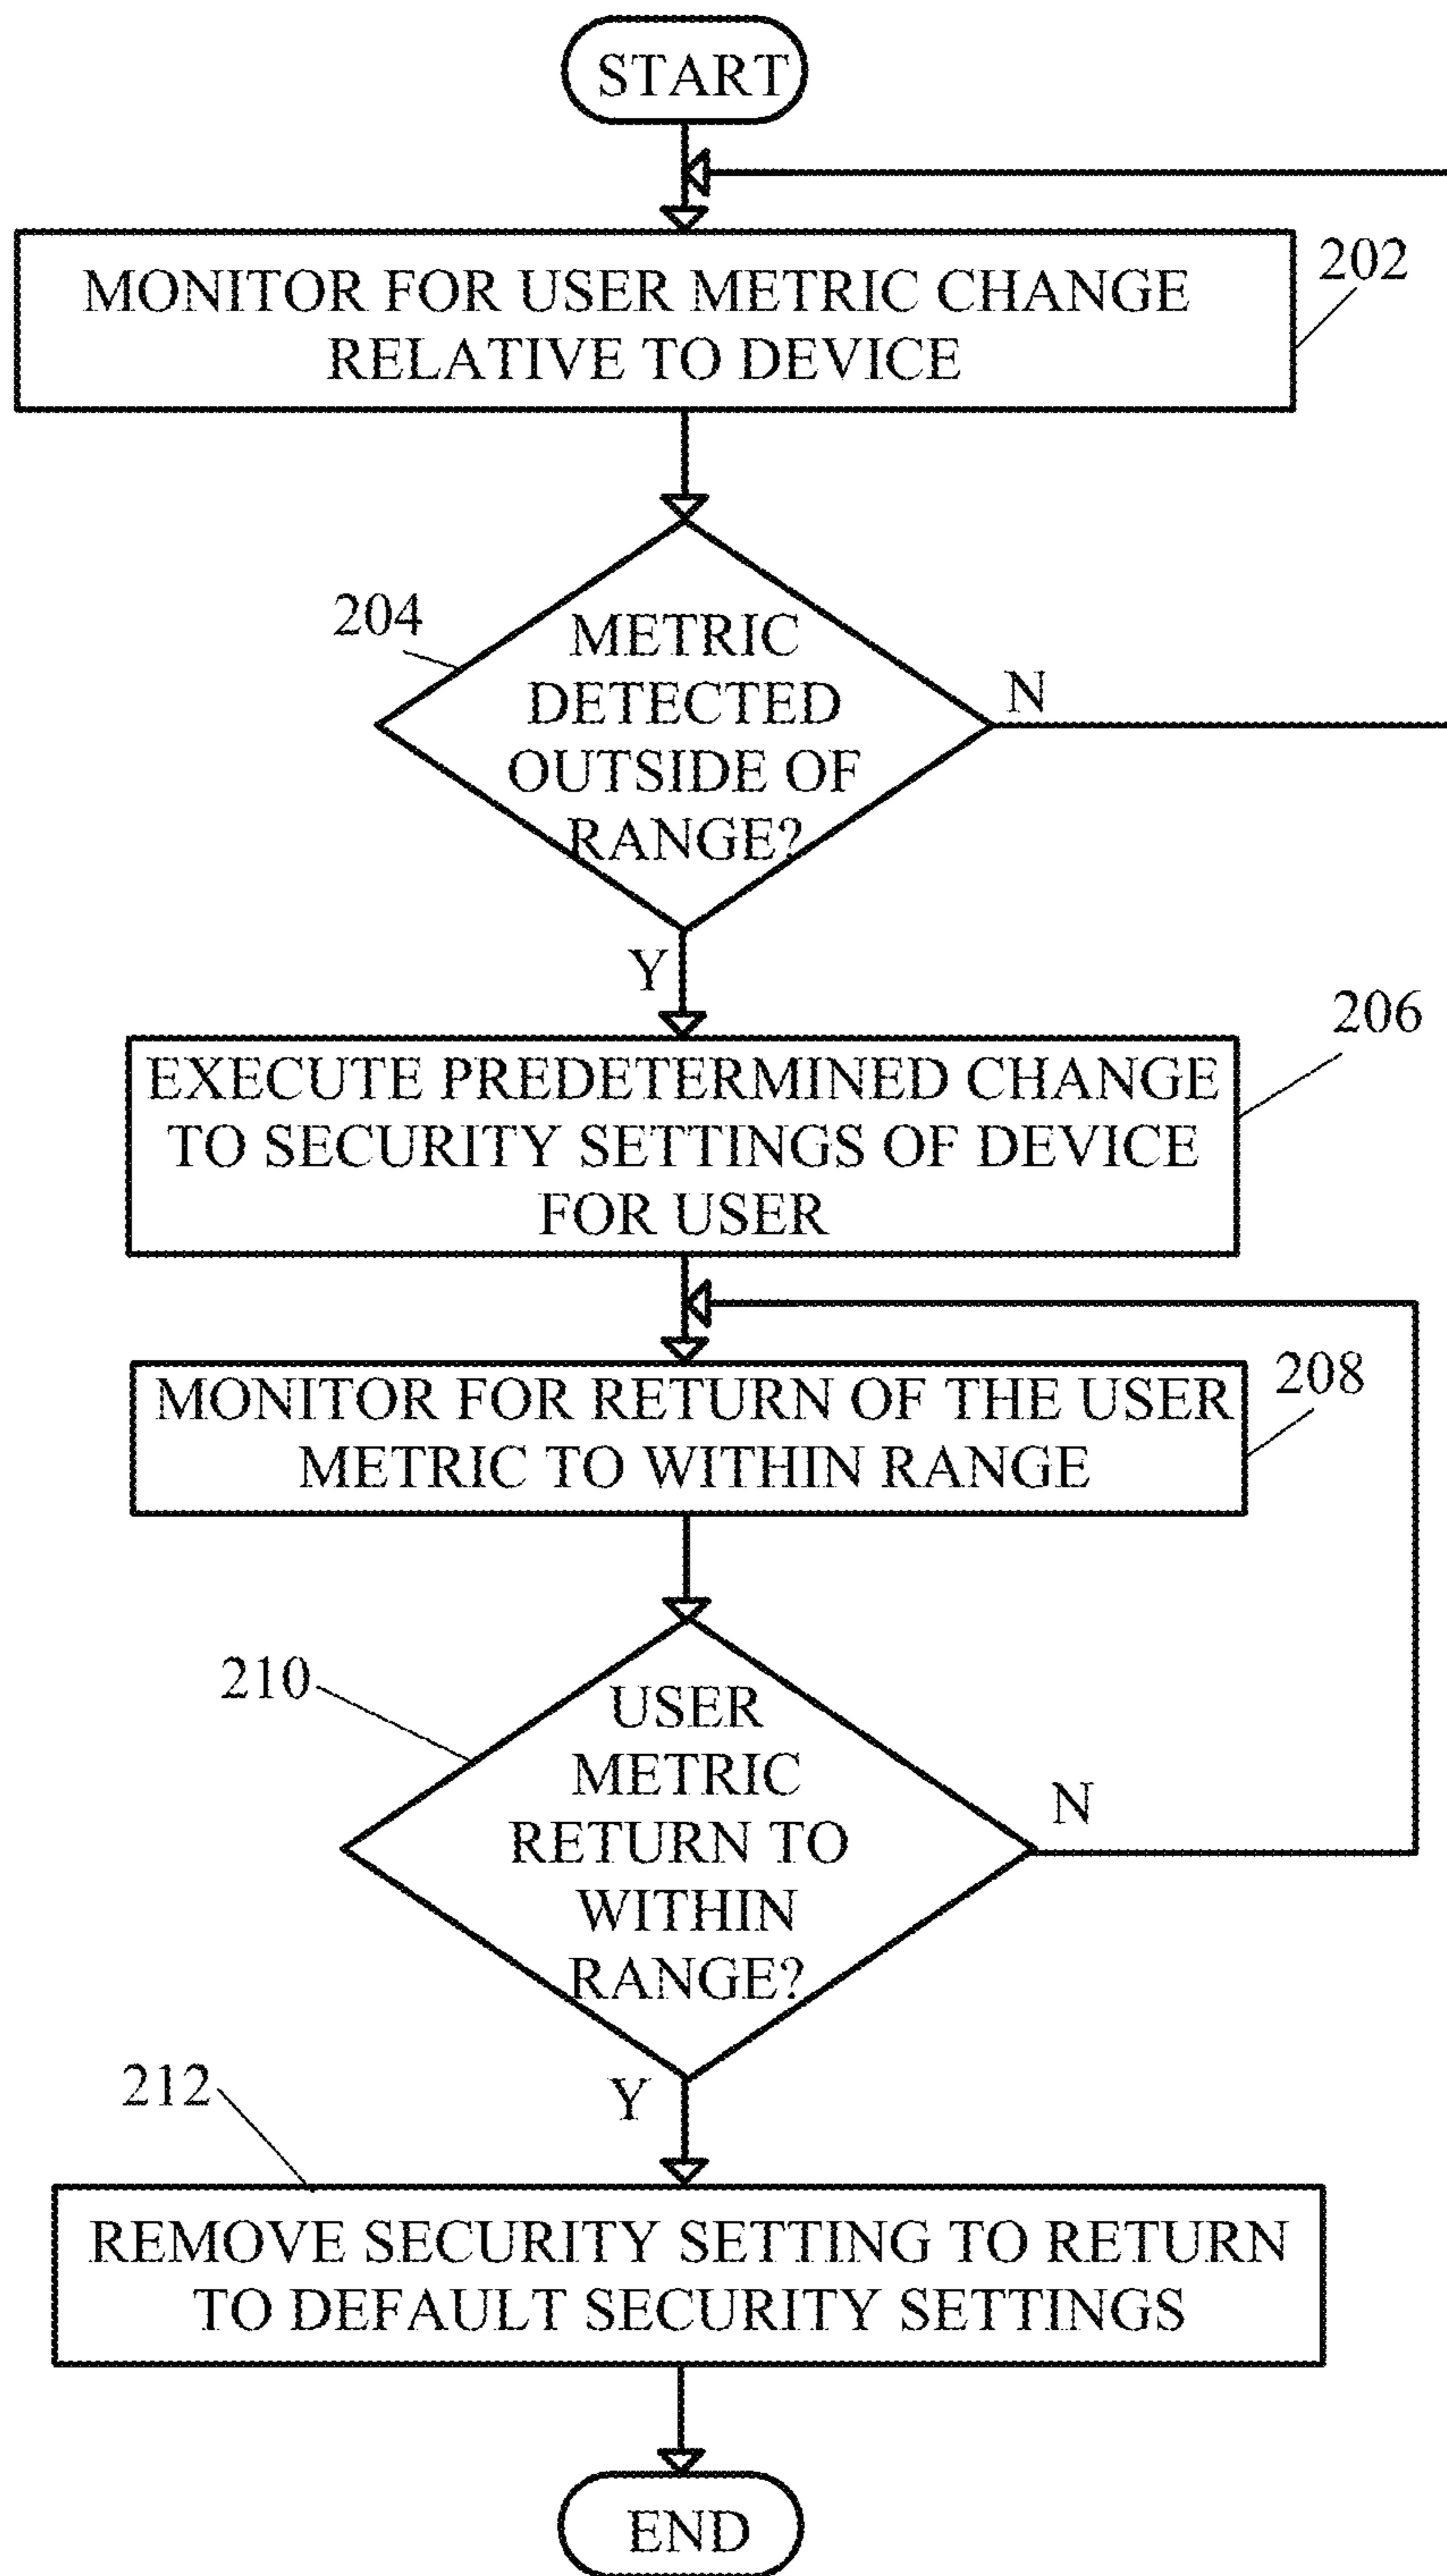 START
MONITOR FOR USER METRIC CHANGE
RELATIVE TO DEVICE
202
204
METRIC
DETECTED
OUTSIDE OF
RANGE?
N
Y
206
EXECUTE PREDETERMINED CHANGE
TO SECURITY SETTINGS OF DEVICE
FOR USER
208
MONITOR FOR RETURN OF THE USER
METRIC TO WITHIN RANGE
210
USER
METRIC
RETURN TO
WITHIN
RANGE?
N
Y
212
REMOVE SECURITY SETTING TO RETURN
TO DEFAULT SECURITY SETTINGS
END